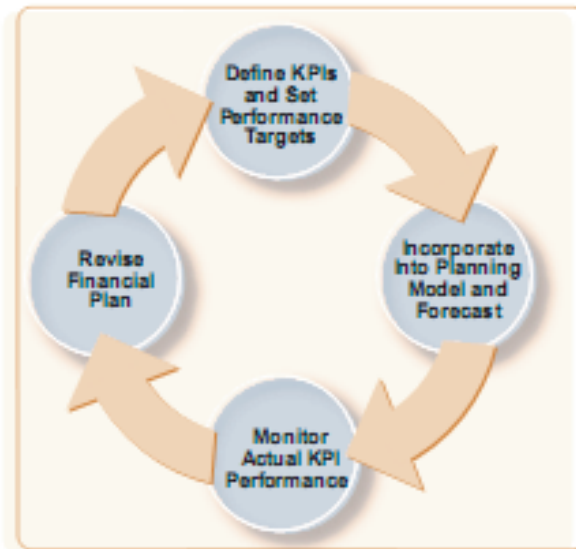 Define KPIs
and Set
Performance
Targets
Incorporate
Into Planning
Model and
Forecast
Monitor
Actual KPI
Performance
Revise
Financial
Plan